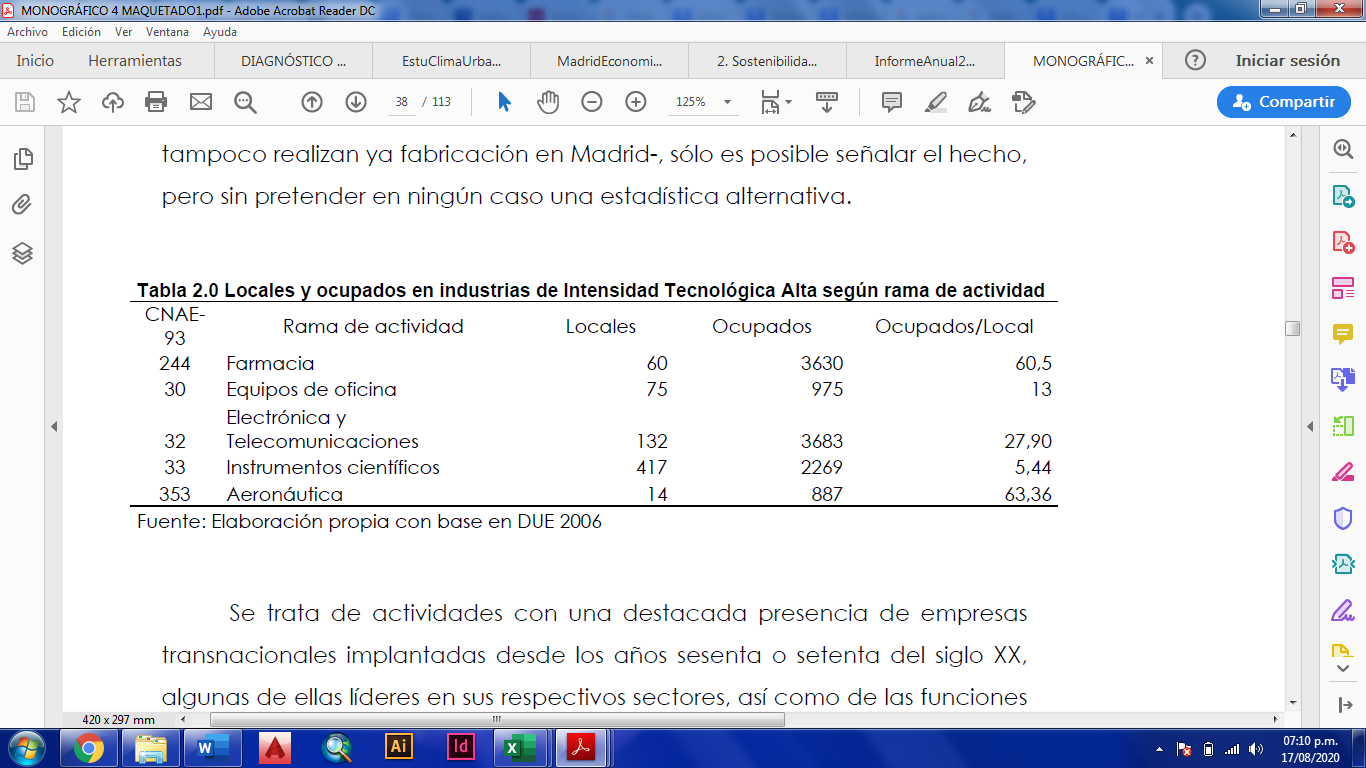 MONOGRÁFICO 4 MAQUETADO1.pdf - Adobe Acrobat Reader DC
Archivo Edición Ver Ventana Ayuda
Inicio Herramientas DIAGNÓSTICO ... EstuClimaUrba... MadridEconomi... 2. Sostenibilida... InformeAnual2... MONOGRÁFIC... × Iniciar sesión
38 / 113 125% Compartir
tampoco realizan ya fabricación en Madrid-, sólo es posible señalar el hecho,
pero sin pretender en ningún caso una estadística alternativa.
Tabla 2.0 Locales y ocupados en industrias de Intensidad Tecnológica Alta según rama de actividad
CNAE-
93 Rama de actividad Locales Ocupados Ocupados/Local
244 Farmacia 60 3630 60,5
30 Equipos de oficina 75 975 13
Electrónica y
32 Telecomunicaciones 132 3683 27,90
33 Instrumentos científicos 417 2269 5,44
353 Aeronáutica 14 887 63,36
Fuente: Elaboración propia con base en DUE 2006
Se trata de actividades con una destacada presencia de empresas
transnacionales implantadas desde los años sesenta o setenta del siglo XX,
algunas de ellas líderes en sus respectivos sectores, así como de las funciones
420 x 297 mm
Ai Id
07:10 p.m.
17/08/2020